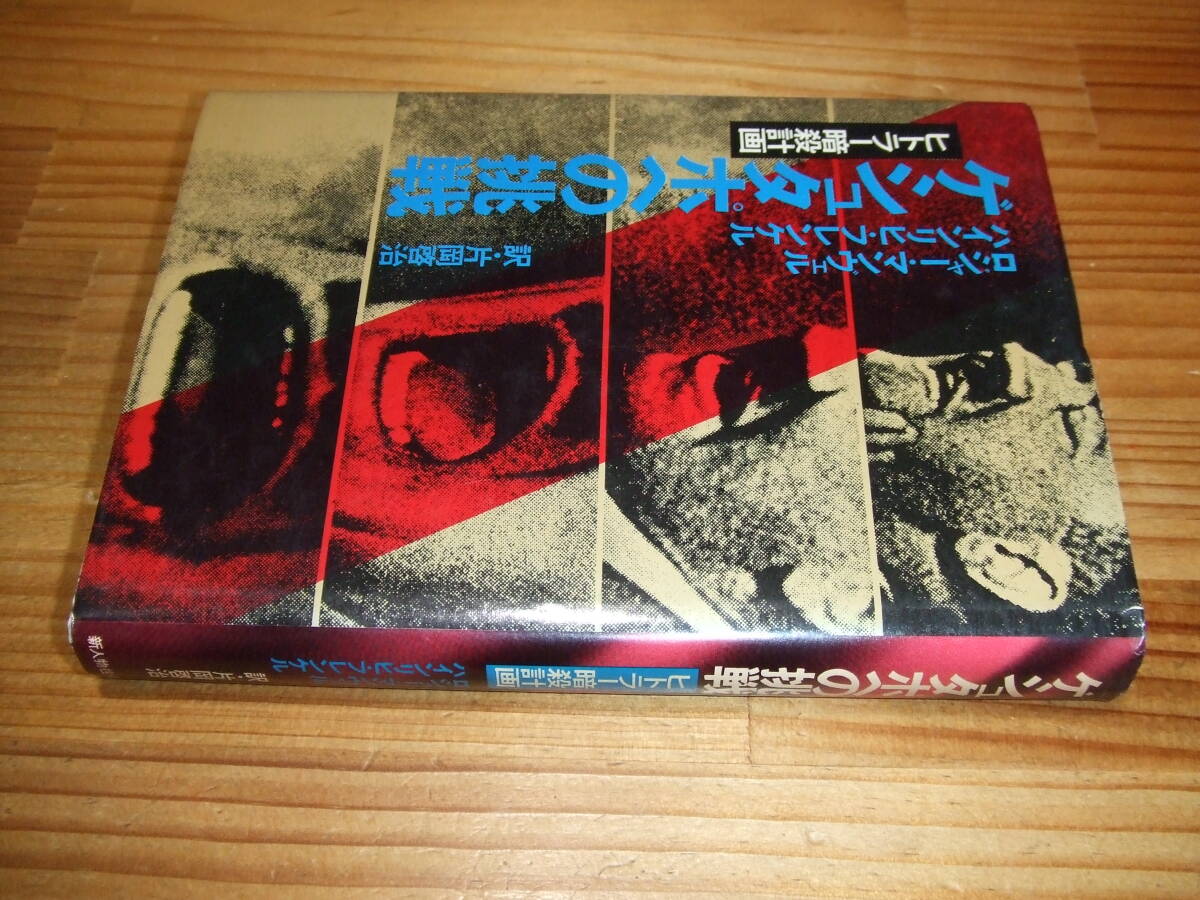 ヒトラー暗殺計画
ゲシュタポへの挑戦
ロジャー・マンヴェル
ハインリヒ・フレンケル
訳・片岡啓治
ゲシュタポへの挑戦
ヒトラー暗殺計画
ハインリヒ・フレンケル
訳・片岡啓治
新人物